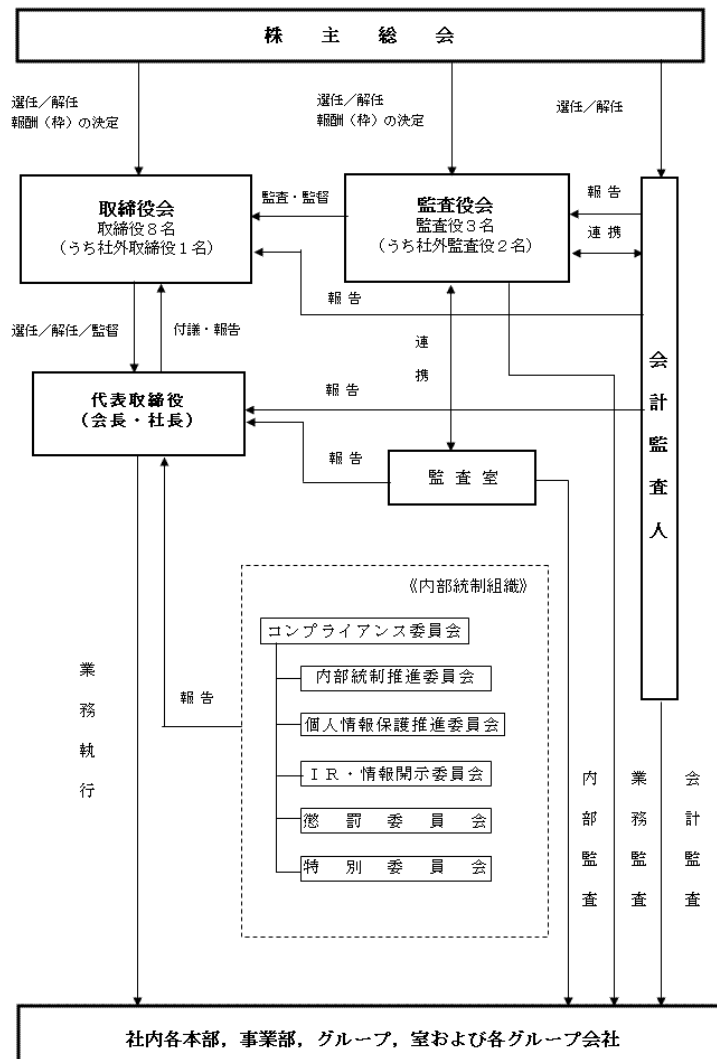 株主総会
選任／解任
報酬（枠）の決定
選任／解任
報酬（枠）の決定
選任／解任
取締役会
取締役８名
（うち社外取締役１名）
監査・監督
監査役会
監査役３名
（うち社外監査役２名）
報告
連携
報告
選任／解任／監督
付議・報告
連携
会計監査人
代表取締役
（会長・社長）
報告
報告
監査室
《内部統制組織》
コンプライアンス委員会
内部統制推進委員会
個人情報保護推進委員会
ＩＲ・情報開示委員会
懲罰委員会
特別委員会
報告
業務執行
内部監査
業務監査
会計監査
社内各本部，事業部，グループ，室および各グループ会社